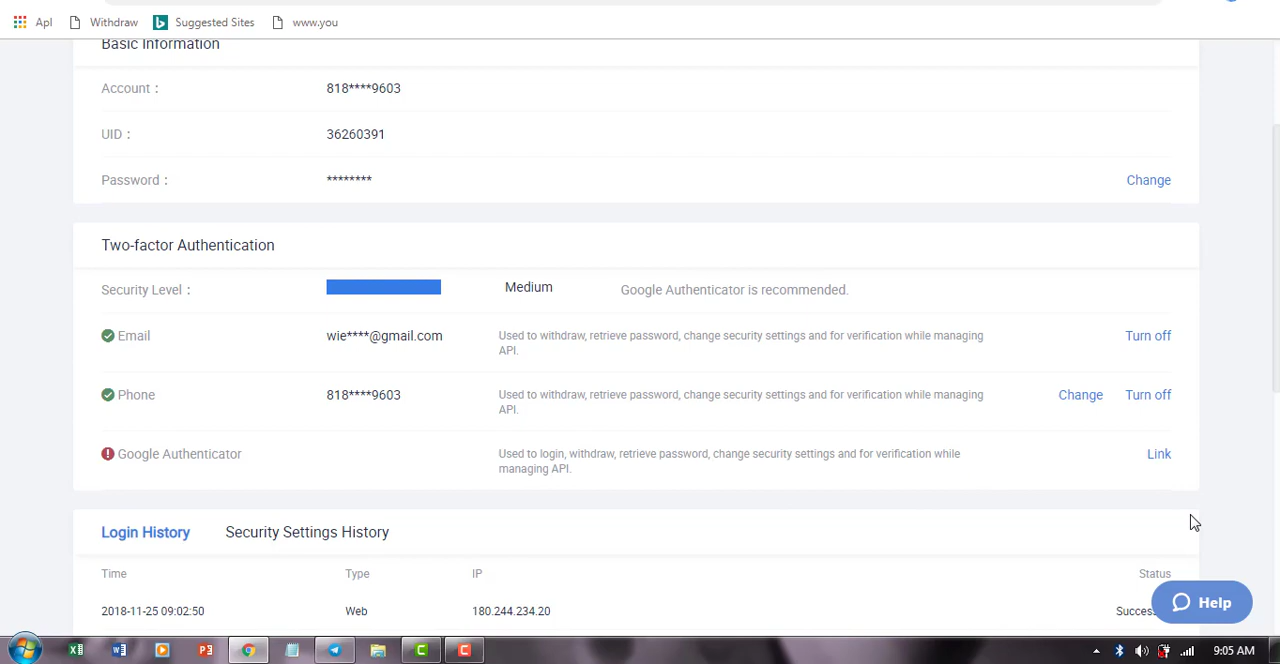 Apl Withdraw Suggested Sites www.you
Basic Information
Account : 818****9603
UID : 36260391
Password : ******** Change
Two-factor Authentication
Security Level : Medium Google Authenticator is recommended.
Email wie****@gmail.com Used to withdraw, retrieve password, change security settings and for verification while managing Turn off
API.
Phone 818****9603 Used to withdraw, retrieve password, change security settings and for verification while managing Change Turn off
API.
Google Authenticator Used to login, withdraw, retrieve password, change security settings and for verification while Link
managing API.
Login History Security Settings History
Time Type IP Status
2018-11-25 09:02:50 Web 180.244.234.20 Succes
Help
9:05 AM